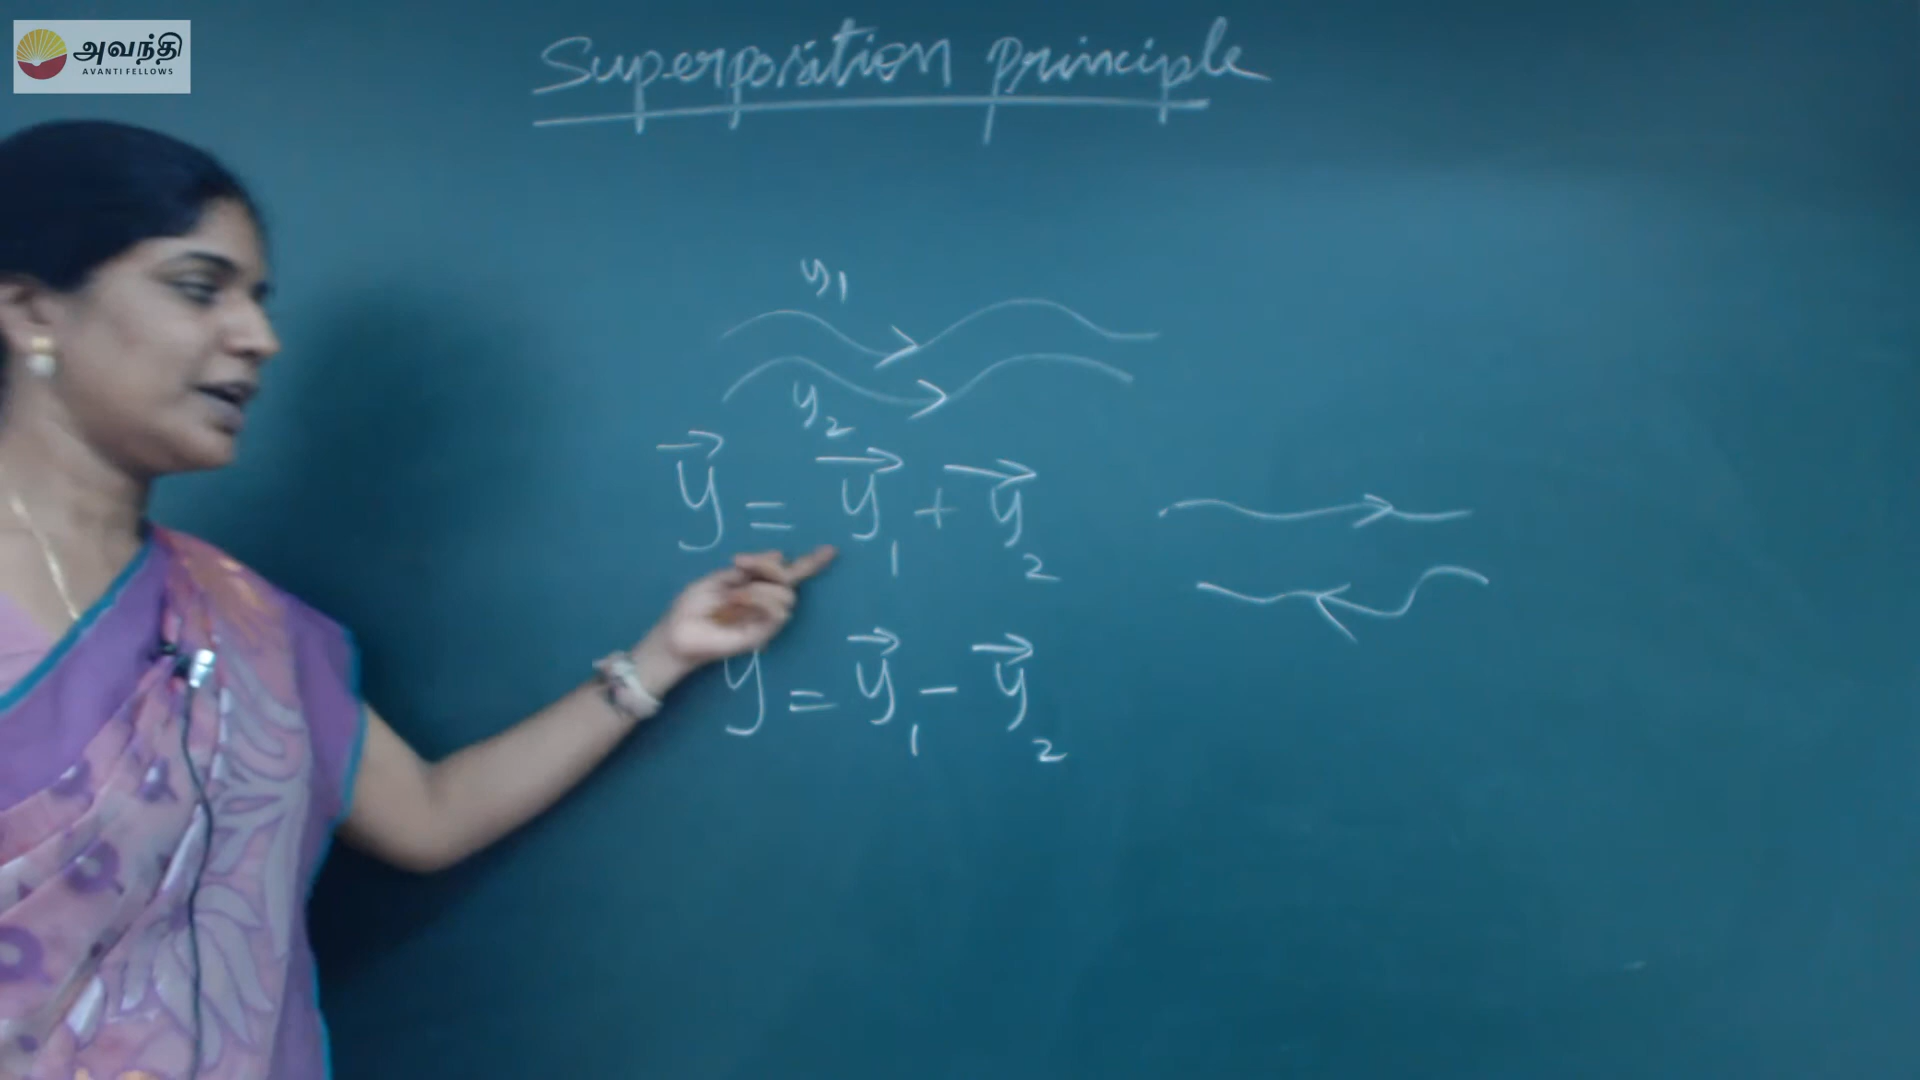 அவந்தி
AVANTI FELLOWS
Superposition principle
y₁
y₂
y⃗ = y⃗₁ + y⃗₂
y = y⃗₁ - y⃗₂